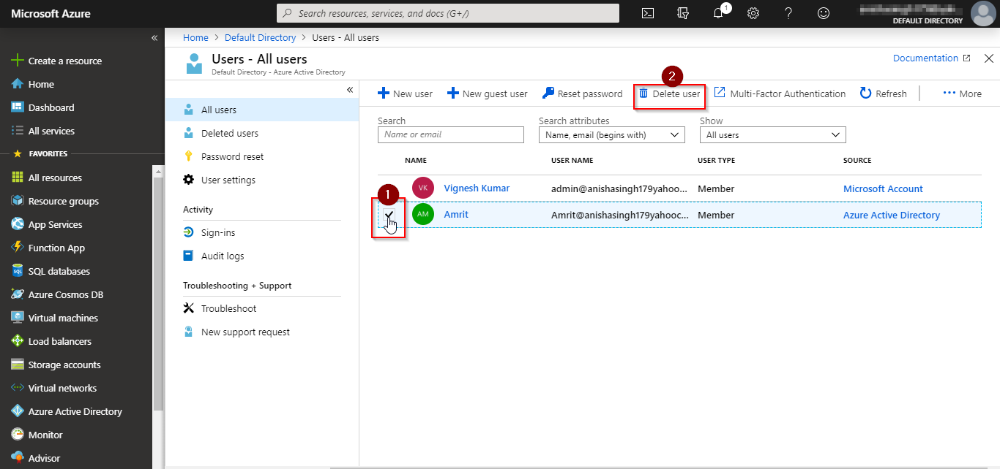 Microsoft Azure
Search resources, services, and docs (G+/)
1
DEFAULT DIRECTORY
«
Create a resource
Home
Dashboard
All services
FAVORITES
All resources
Resource groups
App Services
Function App
SQL databases
Azure Cosmos DB
Virtual machines
Load balancers
Storage accounts
Virtual networks
Azure Active Directory
Monitor
Advisor
Home > Default Directory > Users - All users
Users - All users
Default Directory - Azure Active Directory
Documentation
«
All users
Deleted users
Password reset
User settings
Activity
Sign-ins
Audit logs
Troubleshooting + Support
Troubleshoot
New support request
2
New user New guest user Reset password Delete user Multi-Factor Authentication Refresh ··· More
Search Search attributes Show
Name or email Name, email (begins with) All users
NAME USER NAME USER TYPE SOURCE
VK Vignesh Kumar admin@anishasingh179yahoo... Member Microsoft Account
1
AM Amrit Amrit@anishasingh179yahooc... Member Azure Active Directory